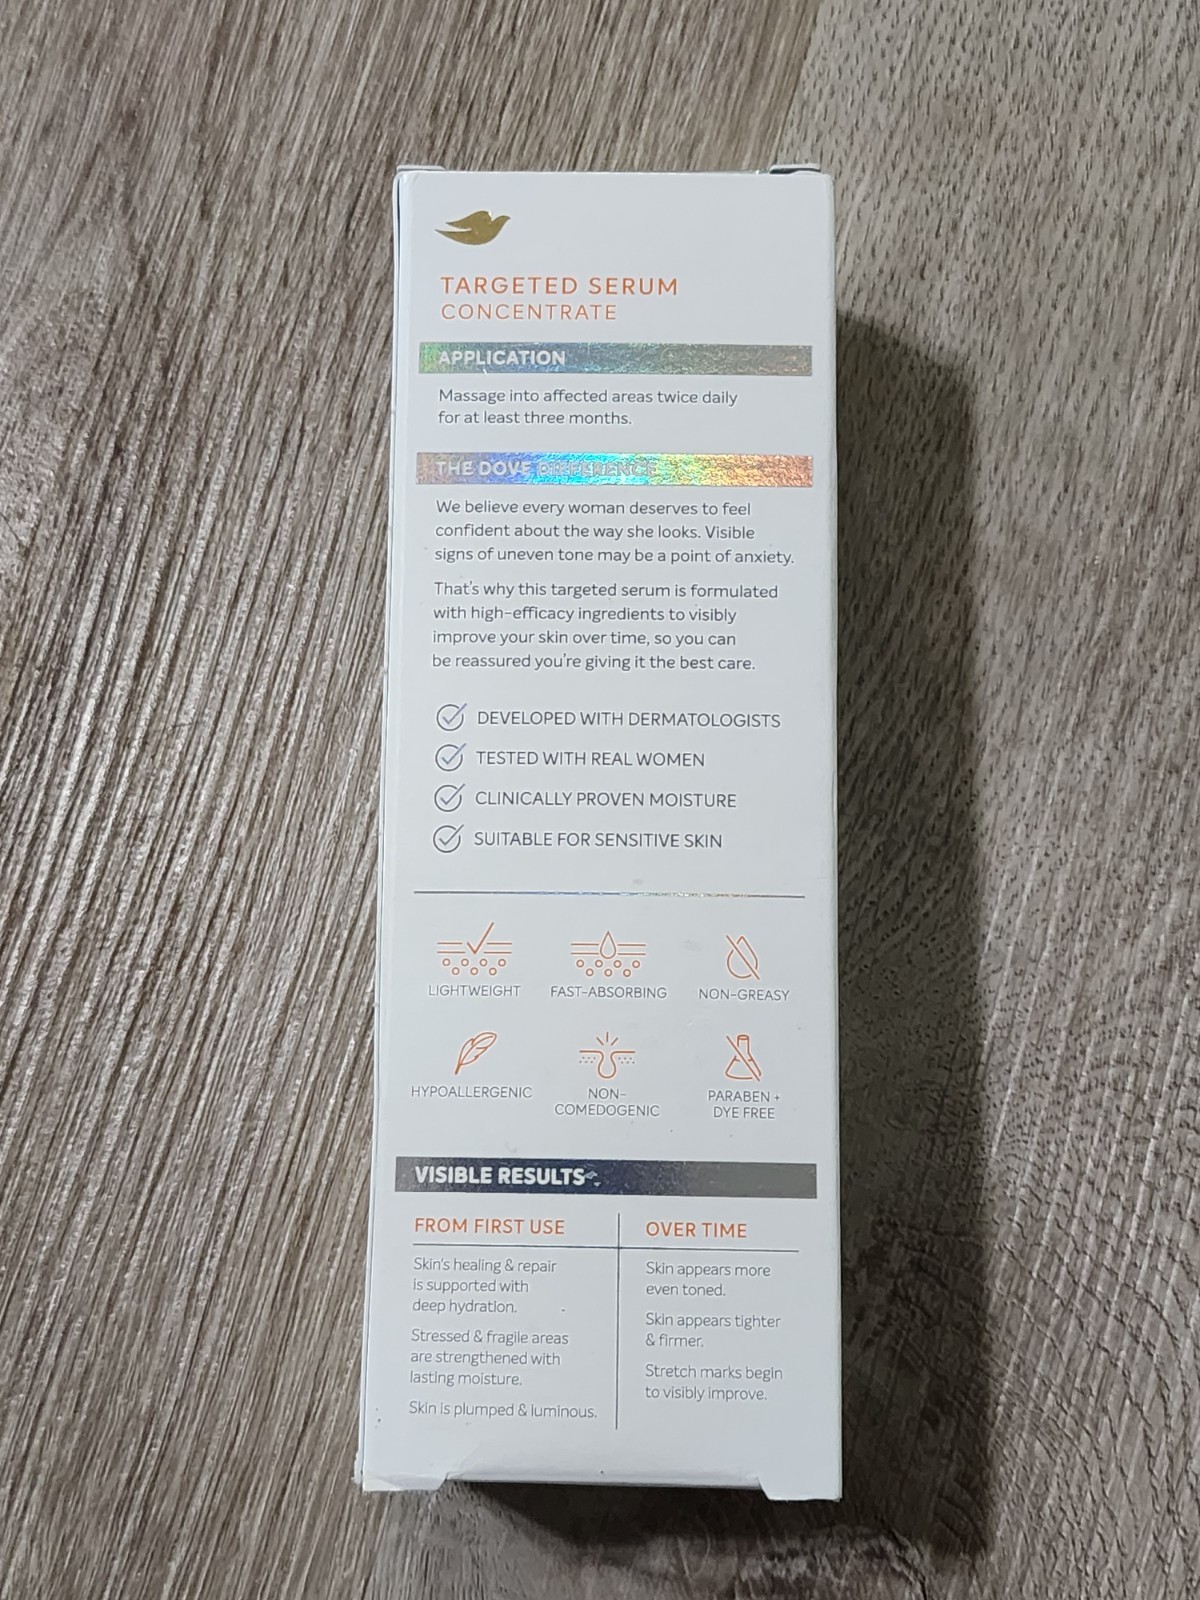 TARGETED SERUM
CONCENTRATE
APPLICATION
Massage into affected areas twice daily
for at least three months.
THE DOVE DIFFERENCE
We believe every woman deserves to feel
confident about the way she looks. Visible
signs of uneven tone may be a point of anxiety.
That's why this targeted serum is formulated
with high-efficacy ingredients to visibly
improve your skin over time, so you can
be reassured you're giving it the best care.
DEVELOPED WITH DERMATOLOGISTS
TESTED WITH REAL WOMEN
CLINICALLY PROVEN MOISTURE
SUITABLE FOR SENSITIVE SKIN
LIGHTWEIGHT
FAST-ABSORBING
NON-GREASY
HYPOALLERGENIC
NON-
COMEDOGENIC
PARABEN +
DYE FREE
VISIBLE RESULTS
FROM FIRST USE
Skin's healing & repair
is supported with
deep hydration.
Stressed & fragile areas
are strengthened with
lasting moisture.
Skin is plumped & luminous.
OVER TIME
Skin appears more
even toned.
Skin appears tighter
& firmer.
Stretch marks begin
to visibly improve.